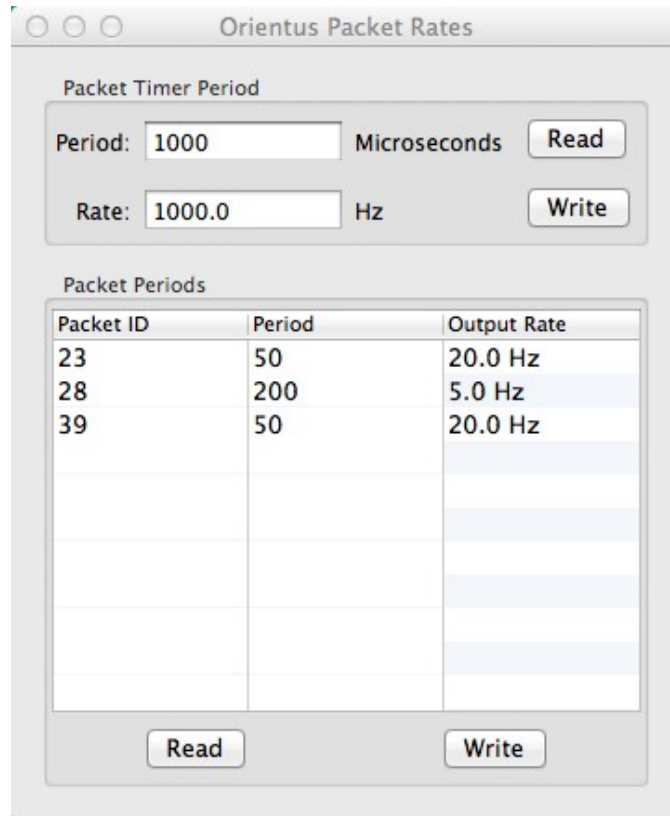 Orientus Packet Rates
Packet Timer Period
Period: 1000 Microseconds Read
Rate: 1000.0 Hz Write
Packet Periods
Packet ID Period Output Rate
23 50 20.0 Hz
28 200 5.0 Hz
39 50 20.0 Hz
Read Write